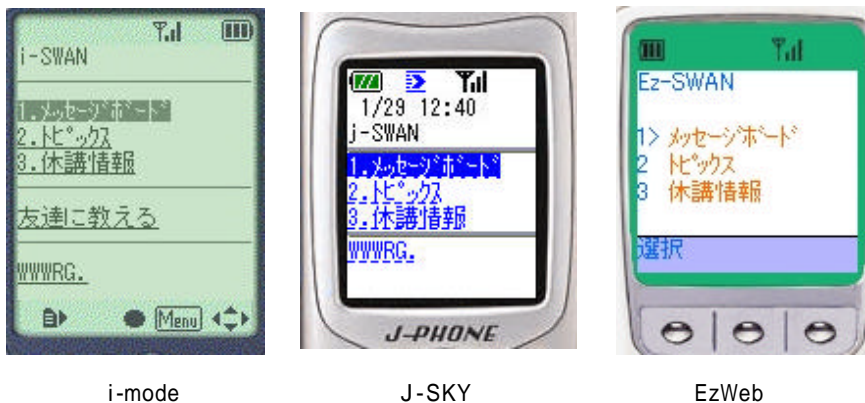 i-SWAN
1.メッセージボード
2.トピックス
3.休講情報
友達に教える
WWWRG.
Menu
1/29 12:40
j-SWAN
1.メッセージボード
2.トピックス
3.休講情報
WWWRG.
J-PHONE
Ez-SWAN
1> メッセージボード
2 トピックス
3 休講情報
選択
i-mode
J-SKY
EzWeb